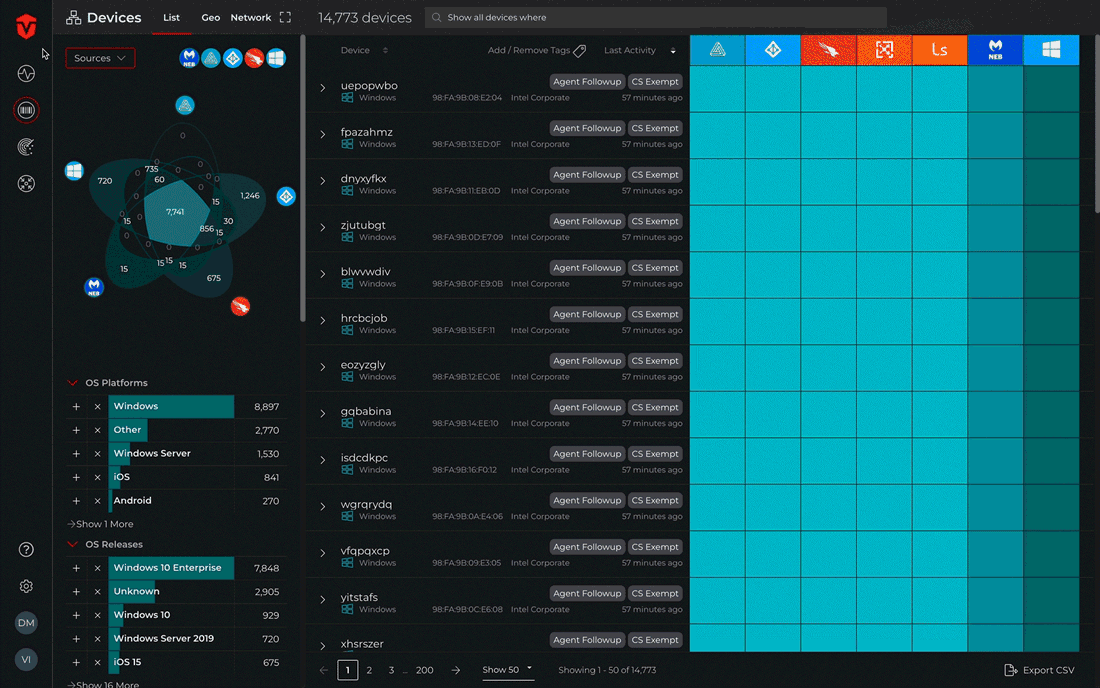 Devices
List
Geo
Network
14,773 devices
Show all devices where
Sources
NEB
Device
Add / Remove Tags
Last Activity
Ls
NEB
0
735
60
0
720
0
0
0
0
0
15
1,246
7,741
0
15
0
30
856
15
0
0
0
0
15
15
15
15
675
NEB
OS Platforms
+ × Windows 8,897
+ × Other 2,770
+ × Windows Server 1,530
+ × iOS 841
+ × Android 270
→Show 1 More
OS Releases
+ × Windows 10 Enterprise 7,848
+ × Unknown 2,905
+ × Windows 10 929
+ × Windows Server 2019 720
+ × iOS 15 675
→Show 16 More
?
DM
VI
uepopwbo Agent Followup CS Exempt
Windows 98:FA:9B:08:E2:04 Intel Corporate 57 minutes ago
fpazahmz Agent Followup CS Exempt
Windows 98:FA:9B:13:ED:0F Intel Corporate 57 minutes ago
dnyxyfkx Agent Followup CS Exempt
Windows 98:FA:9B:11:EB:0D Intel Corporate 57 minutes ago
zjutubgt Agent Followup CS Exempt
Windows 98:FA:9B:0D:E7:09 Intel Corporate 57 minutes ago
blwvwdiv Agent Followup CS Exempt
Windows 98:FA:9B:0F:E9:0B Intel Corporate 57 minutes ago
hrcbcjob Agent Followup CS Exempt
Windows 98:FA:9B:15:EF:11 Intel Corporate 57 minutes ago
eozyzgly Agent Followup CS Exempt
Windows 98:FA:9B:12:EC:0E Intel Corporate 57 minutes ago
gqbabina Agent Followup CS Exempt
Windows 98:FA:9B:14:EE:10 Intel Corporate 57 minutes ago
isdcdkpc Agent Followup CS Exempt
Windows 98:FA:9B:16:F0:12 Intel Corporate 57 minutes ago
wgrqrydq Agent Followup CS Exempt
Windows 98:FA:9B:0A:E4:06 Intel Corporate 57 minutes ago
vfqpqxcp Agent Followup CS Exempt
Windows 98:FA:9B:09:E3:05 Intel Corporate 57 minutes ago
yitstafs Agent Followup CS Exempt
Windows 98:FA:9B:0C:E6:08 Intel Corporate 57 minutes ago
xhsrszer Agent Followup CS Exempt
← 1 2 3 ... 200 →
Show 50
Showing 1 - 50 of 14,773
Export CSV